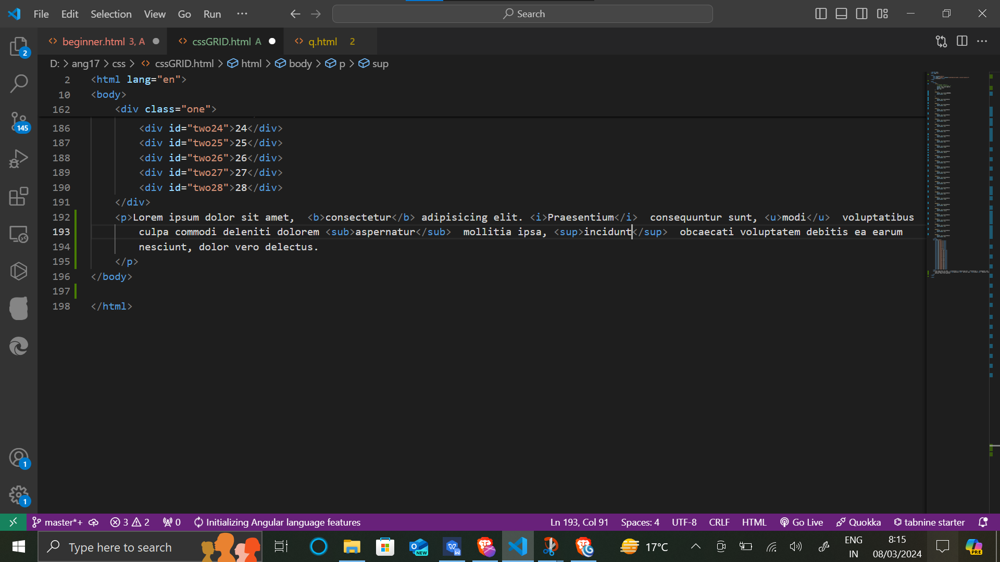 File Edit Selection View Go Run ··· Search
beginner.html 3, A cssGRID.html A q.html 2
D: > ang17 > css > cssGRID.html > html > body > p > sup
2 <html lang="en">
10 <body>
162 <div class="one">
186 <div id="two24">24</div>
187 <div id="two25">25</div>
188 <div id="two26">26</div>
189 <div id="two27">27</div>
190 <div id="two28">28</div>
191 </div>
192 <p>Lorem ipsum dolor sit amet,  <b>consectetur</b> adipisicing elit. <i>Praesentium</i>  consequuntur sunt, <u>modi</u>  voluptatibus
193 culpa commodi deleniti dolorem <sub>aspernatur</sub>  mollitia ipsa, <sup>incidunt</sup>  obcaecati voluptatem debitis ea earum
194 nesciunt, dolor vero delectus.
195 </p>
196 </body>
197
198 </html>
2
145
1
1
master*+ 3 2 0 Initializing Angular language features Ln 193, Col 91 Spaces: 4 UTF-8 CRLF HTML Go Live Quokka tabnine starter
Type here to search NEW W 17°C ENG 8:15 PRE
IN 08/03/2024